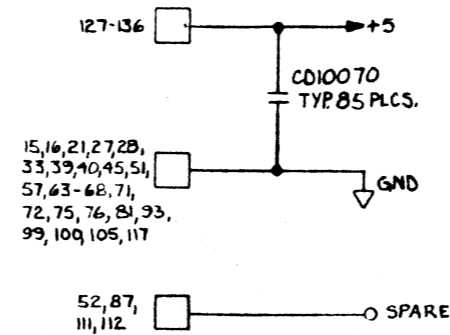 127-136
+5
CD10070
TYP. 85 PLCS.
15,16,21,27,28,
33,39,40,45,51,
57,63-68,71,
72,75,76,81,93,
99,100,105,117
GND
52,87,
111,112
SPARE